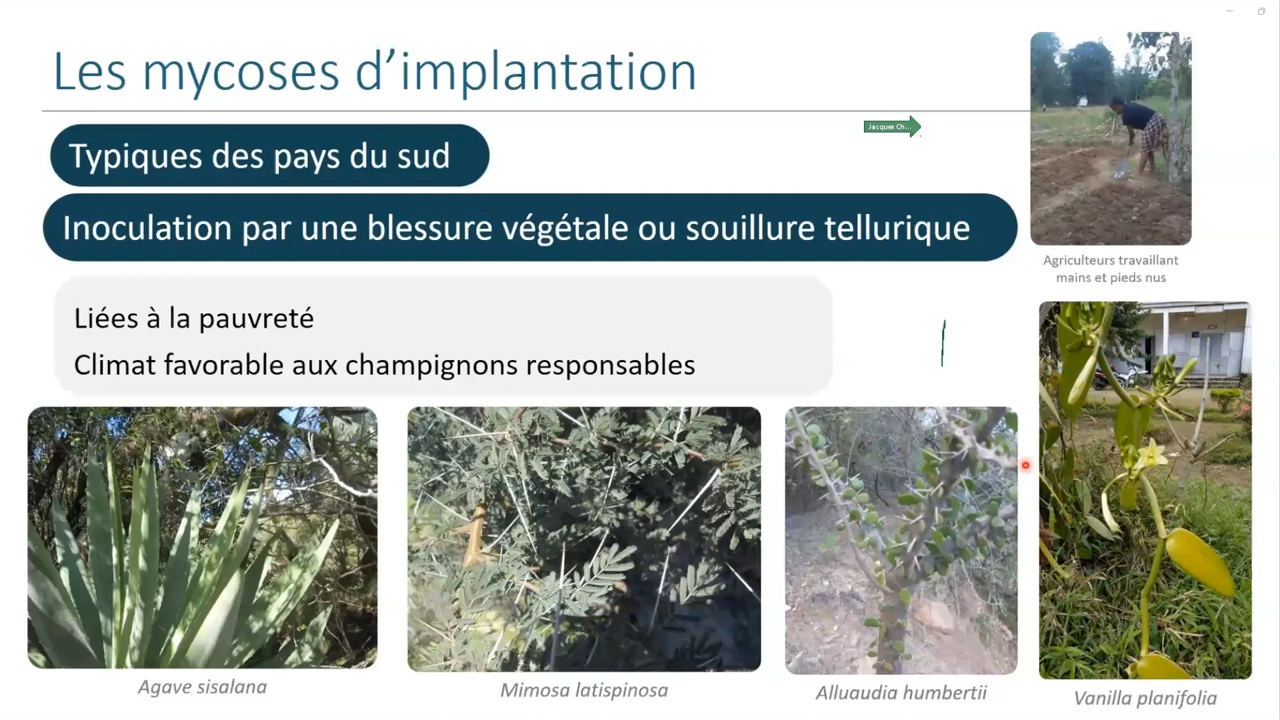 Les mycoses d’implantation
Jacques Ch...
Typiques des pays du sud
Inoculation par une blessure végétale ou souillure tellurique
Agriculteurs travaillant
mains et pieds nus
Liées à la pauvreté
Climat favorable aux champignons responsables
Agave sisalana
Mimosa latispinosa
Alluaudia humbertii
Vanilla planifolia